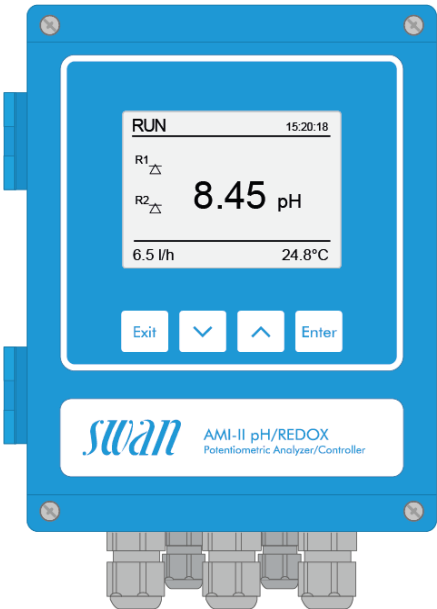 RUN 15:20:18
R1
R2
8.45 pH
6.5 l/h 24.8°C
Exit Enter
swan
AMI-II pH/REDOX
Potentiometric Analyzer/Controller